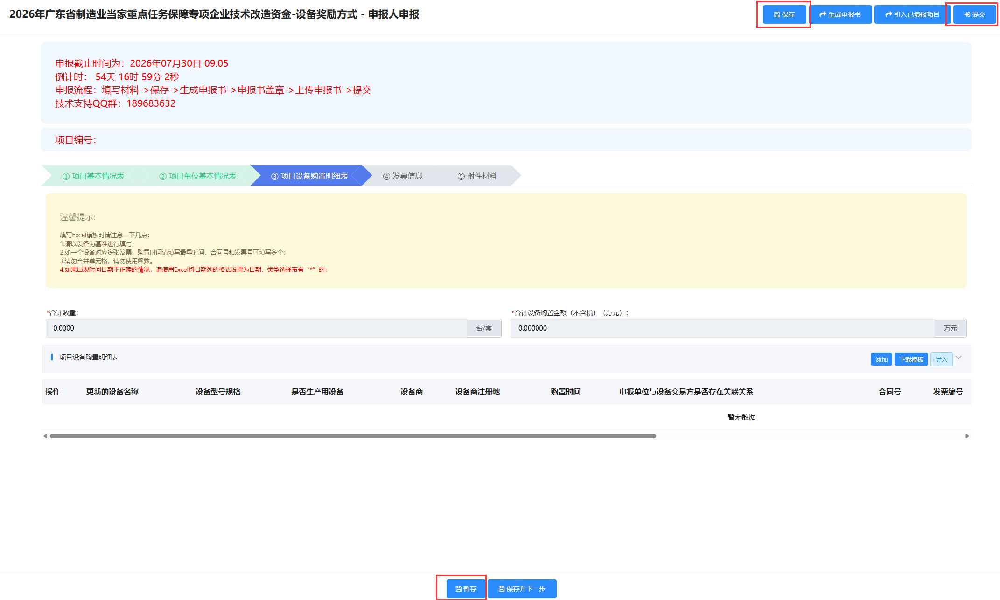 2026年广东省制造业当家重点任务保障专项企业技术改造资金-设备奖励方式 - 申报人申报
保存
生成申报书
引入已填报项目
提交
申报截止时间为：2026年07月30日 09:05
倒计时： 54天 16时 59分 2秒
申报流程：填写材料->保存->生成申报书->申报书盖章->上传申报书->提交
技术支持QQ群：189683632
项目编号：
① 项目基本情况表
② 项目单位基本情况表
③ 项目设备购置明细表
④ 发票信息
⑤ 附件材料
温馨提示:
填写Excel模板时请注意一下几点：
1.请以设备为基准进行填写；
2.如一个设备对应多张发票，购置时间请填写最早时间，合同号和发票号可填写多个；
3.请勿合并单元格，请勿使用函数。
4.如果出现时间日期不正确的情况，请使用Excel将日期列的格式设置为日期，类型选择带有“*”的；
*合计数量：
0.0000
台/套
*合计设备购置金额（不含税）（万元）:
0.000000
万元
项目设备购置明细表
添加
下载模板
导入
操作
更新的设备名称
设备型号规格
是否生产用设备
设备商
设备商注册地
购置时间
申报单位与设备交易方是否存在关联关系
合同号
发票编号
暂无数据
暂存
保存并下一步